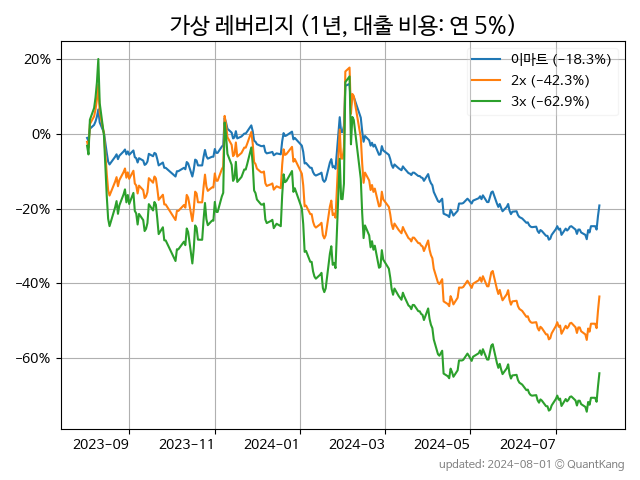 가상 레버리지 (1년, 대출 비용: 연 5%)
이마트 (−18.3%)
2x (−42.3%)
3x (−62.9%)
20%
0%
−20%
−40%
−60%
2023−09 2023−11 2024−01 2024−03 2024−05 2024−07
updated: 2024-08-01 © QuantKang